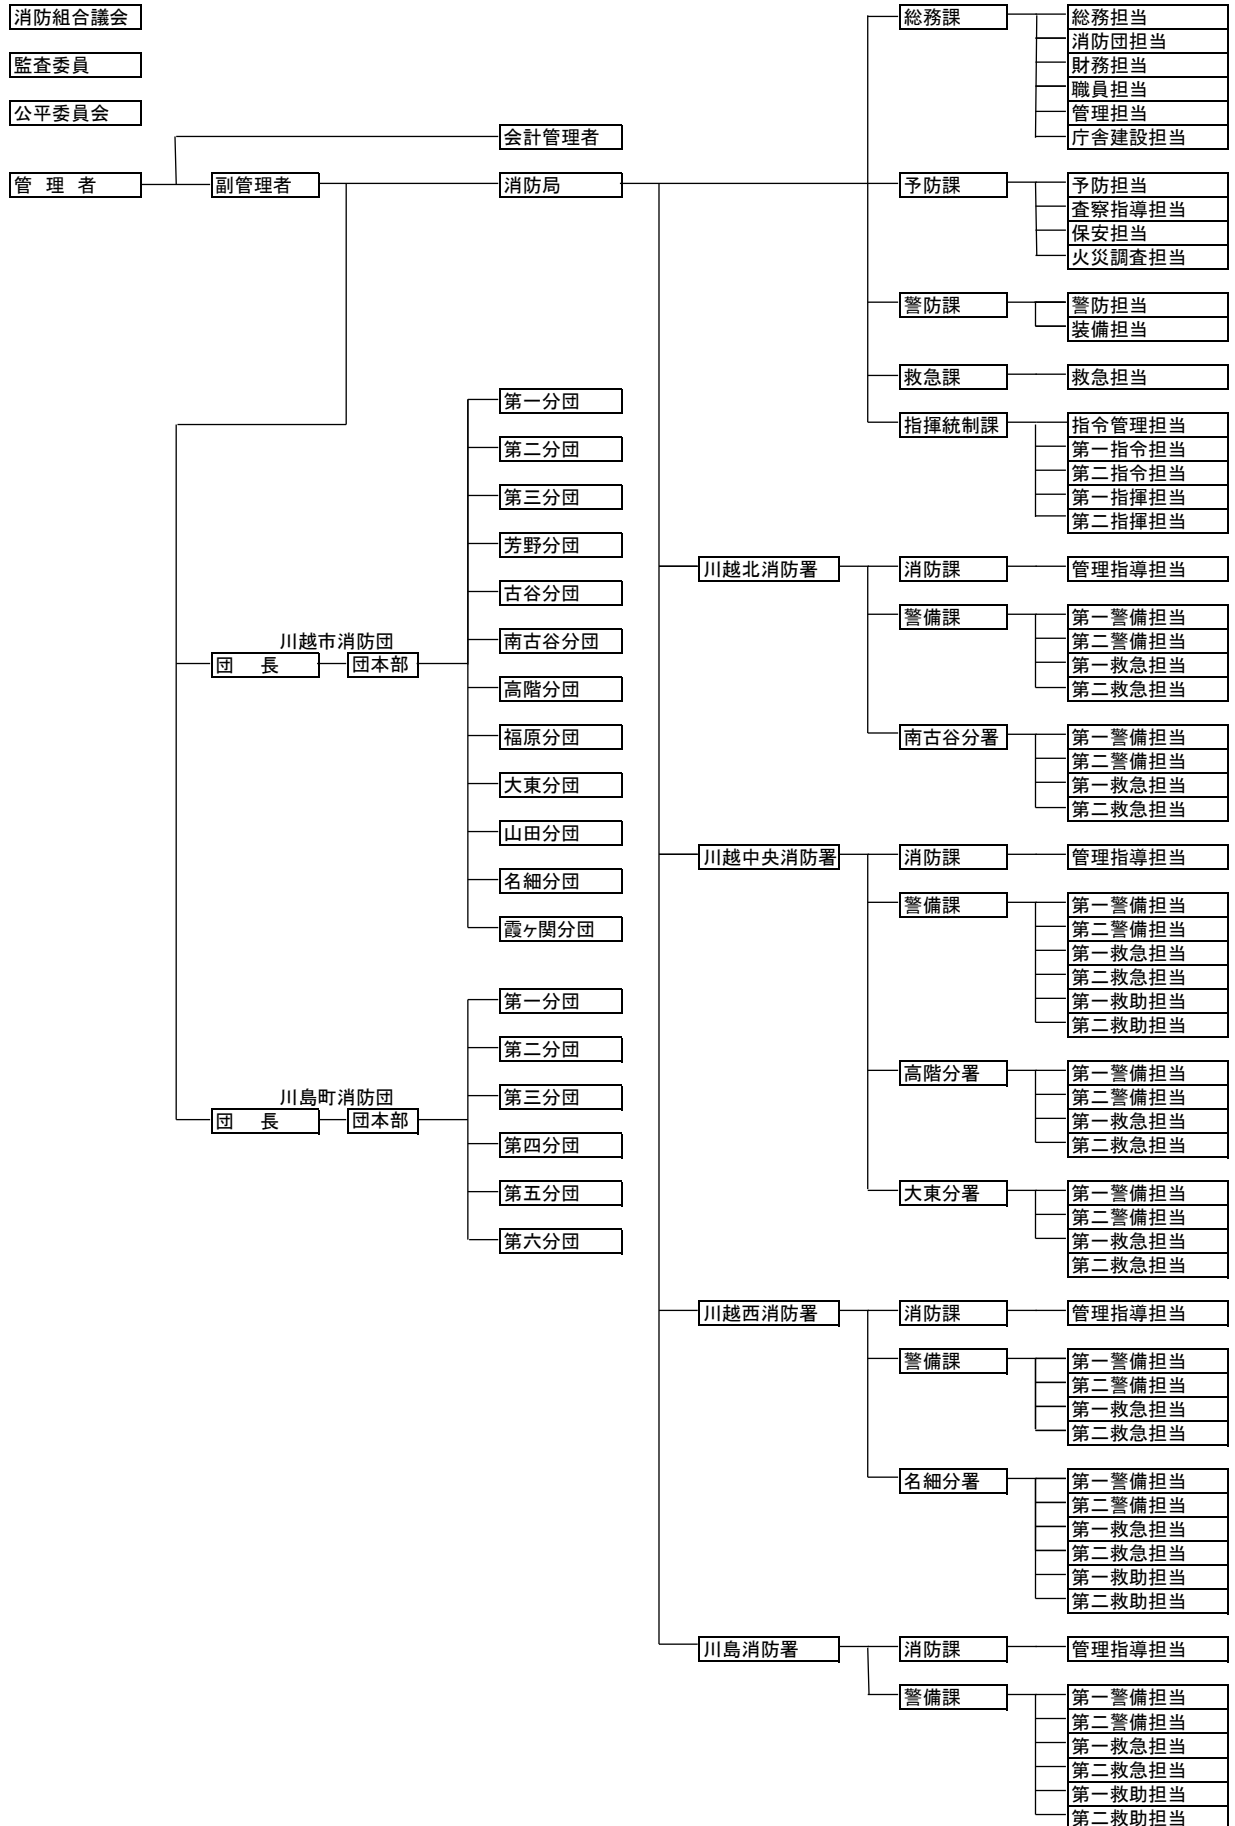 消防組合議会
監査委員
公平委員会
管 理 者
副管理者
会計管理者
消防局
総務課
総務担当
消防団担当
財務担当
職員担当
管理担当
庁舎建設担当
予防課
予防担当
査察指導担当
保安担当
火災調査担当
警防課
警防担当
装備担当
救急課
救急担当
指揮統制課
指令管理担当
第一指令担当
第二指令担当
第一指揮担当
第二指揮担当
川越北消防署
消防課
管理指導担当
警備課
第一警備担当
第二警備担当
第一救急担当
第二救急担当
南古谷分署
第一警備担当
第二警備担当
第一救急担当
第二救急担当
川越中央消防署
消防課
管理指導担当
警備課
第一警備担当
第二警備担当
第一救急担当
第二救急担当
第一救助担当
第二救助担当
高階分署
第一警備担当
第二警備担当
第一救急担当
第二救急担当
大東分署
第一警備担当
第二警備担当
第一救急担当
第二救急担当
川越西消防署
消防課
管理指導担当
警備課
第一警備担当
第二警備担当
第一救急担当
第二救急担当
名細分署
第一警備担当
第二警備担当
第一救急担当
第二救急担当
第一救助担当
第二救助担当
川島消防署
消防課
管理指導担当
警備課
第一警備担当
第二警備担当
第一救急担当
第二救急担当
第一救助担当
第二救助担当
川越市消防団
団 長
団本部
第一分団
第二分団
第三分団
芳野分団
古谷分団
南古谷分団
高階分団
福原分団
大東分団
山田分団
名細分団
霞ヶ関分団
川島町消防団
団 長
団本部
第一分団
第二分団
第三分団
第四分団
第五分団
第六分団